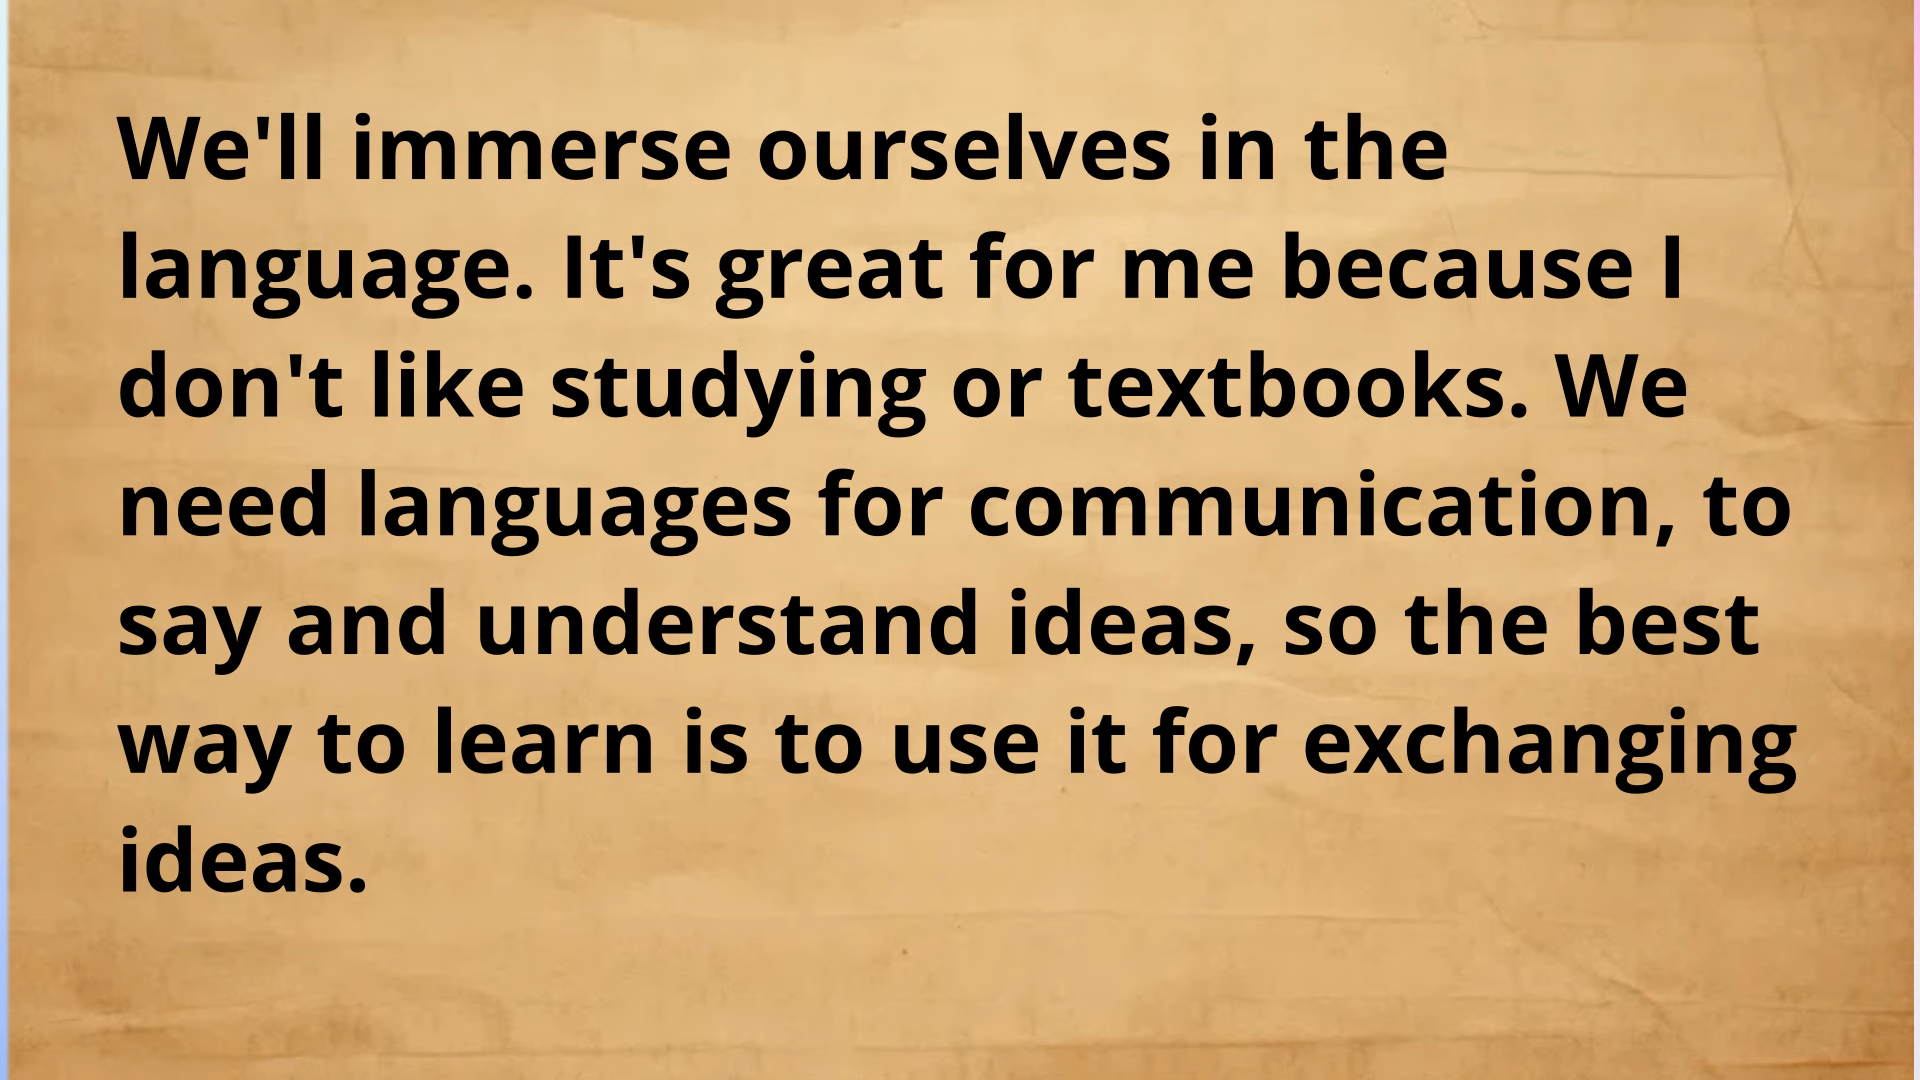 We'll immerse ourselves in the
language. It's great for me because I
don't like studying or textbooks. We
need languages for communication, to
say and understand ideas, so the best
way to learn is to use it for exchanging
ideas.